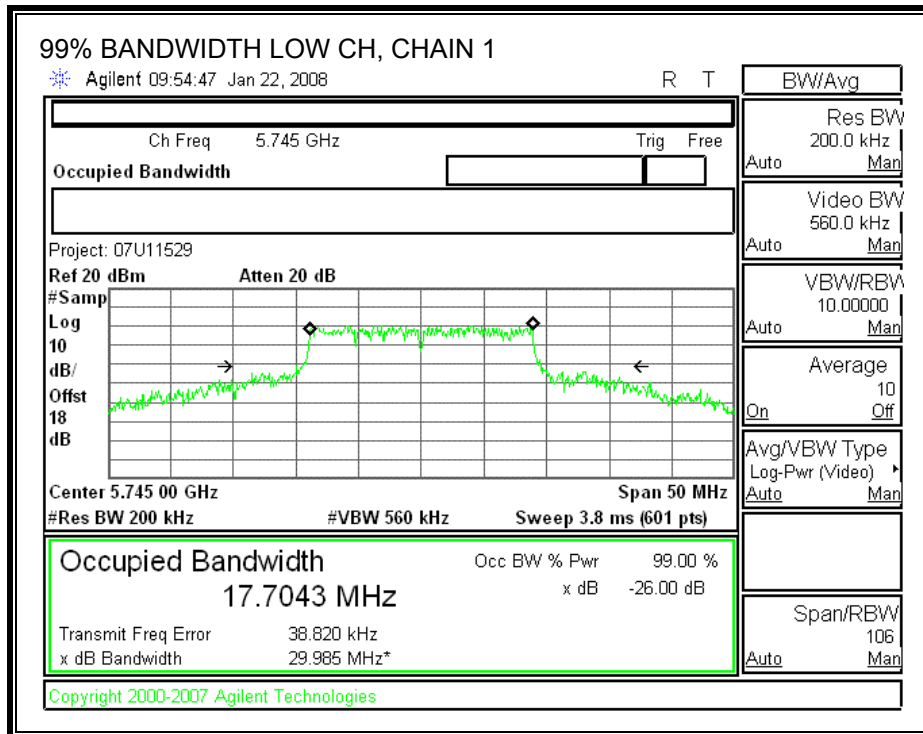 99% BANDWIDTH LOW CH, CHAIN 1
Agilent 09:54:47 Jan 22, 2008 R T
Ch Freq 5.745 GHz Trig Free
Occupied Bandwidth
Project: 07U11529
Ref 20 dBm Atten 20 dB
#Samp
Log
10
dB/
Offst
18
dB
Center 5.745 00 GHz Span 50 MHz
#Res BW 200 kHz #VBW 560 kHz Sweep 3.8 ms (601 pts)
Occupied Bandwidth
17.7043 MHz
Occ BW % Pwr 99.00 %
x dB -26.00 dB
Transmit Freq Error 38.820 kHz
x dB Bandwidth 29.985 MHz*
Copyright 2000-2007 Agilent Technologies
BW/Avg
Res BW
200.0 kHz
Auto Man
Video BW
560.0 kHz
Auto Man
VBW/RBW
10.00000
Auto Man
Average
10
On Off
Avg/VBW Type
Log-Pwr (Video)
Auto Man
Span/RBW
106
Auto Man